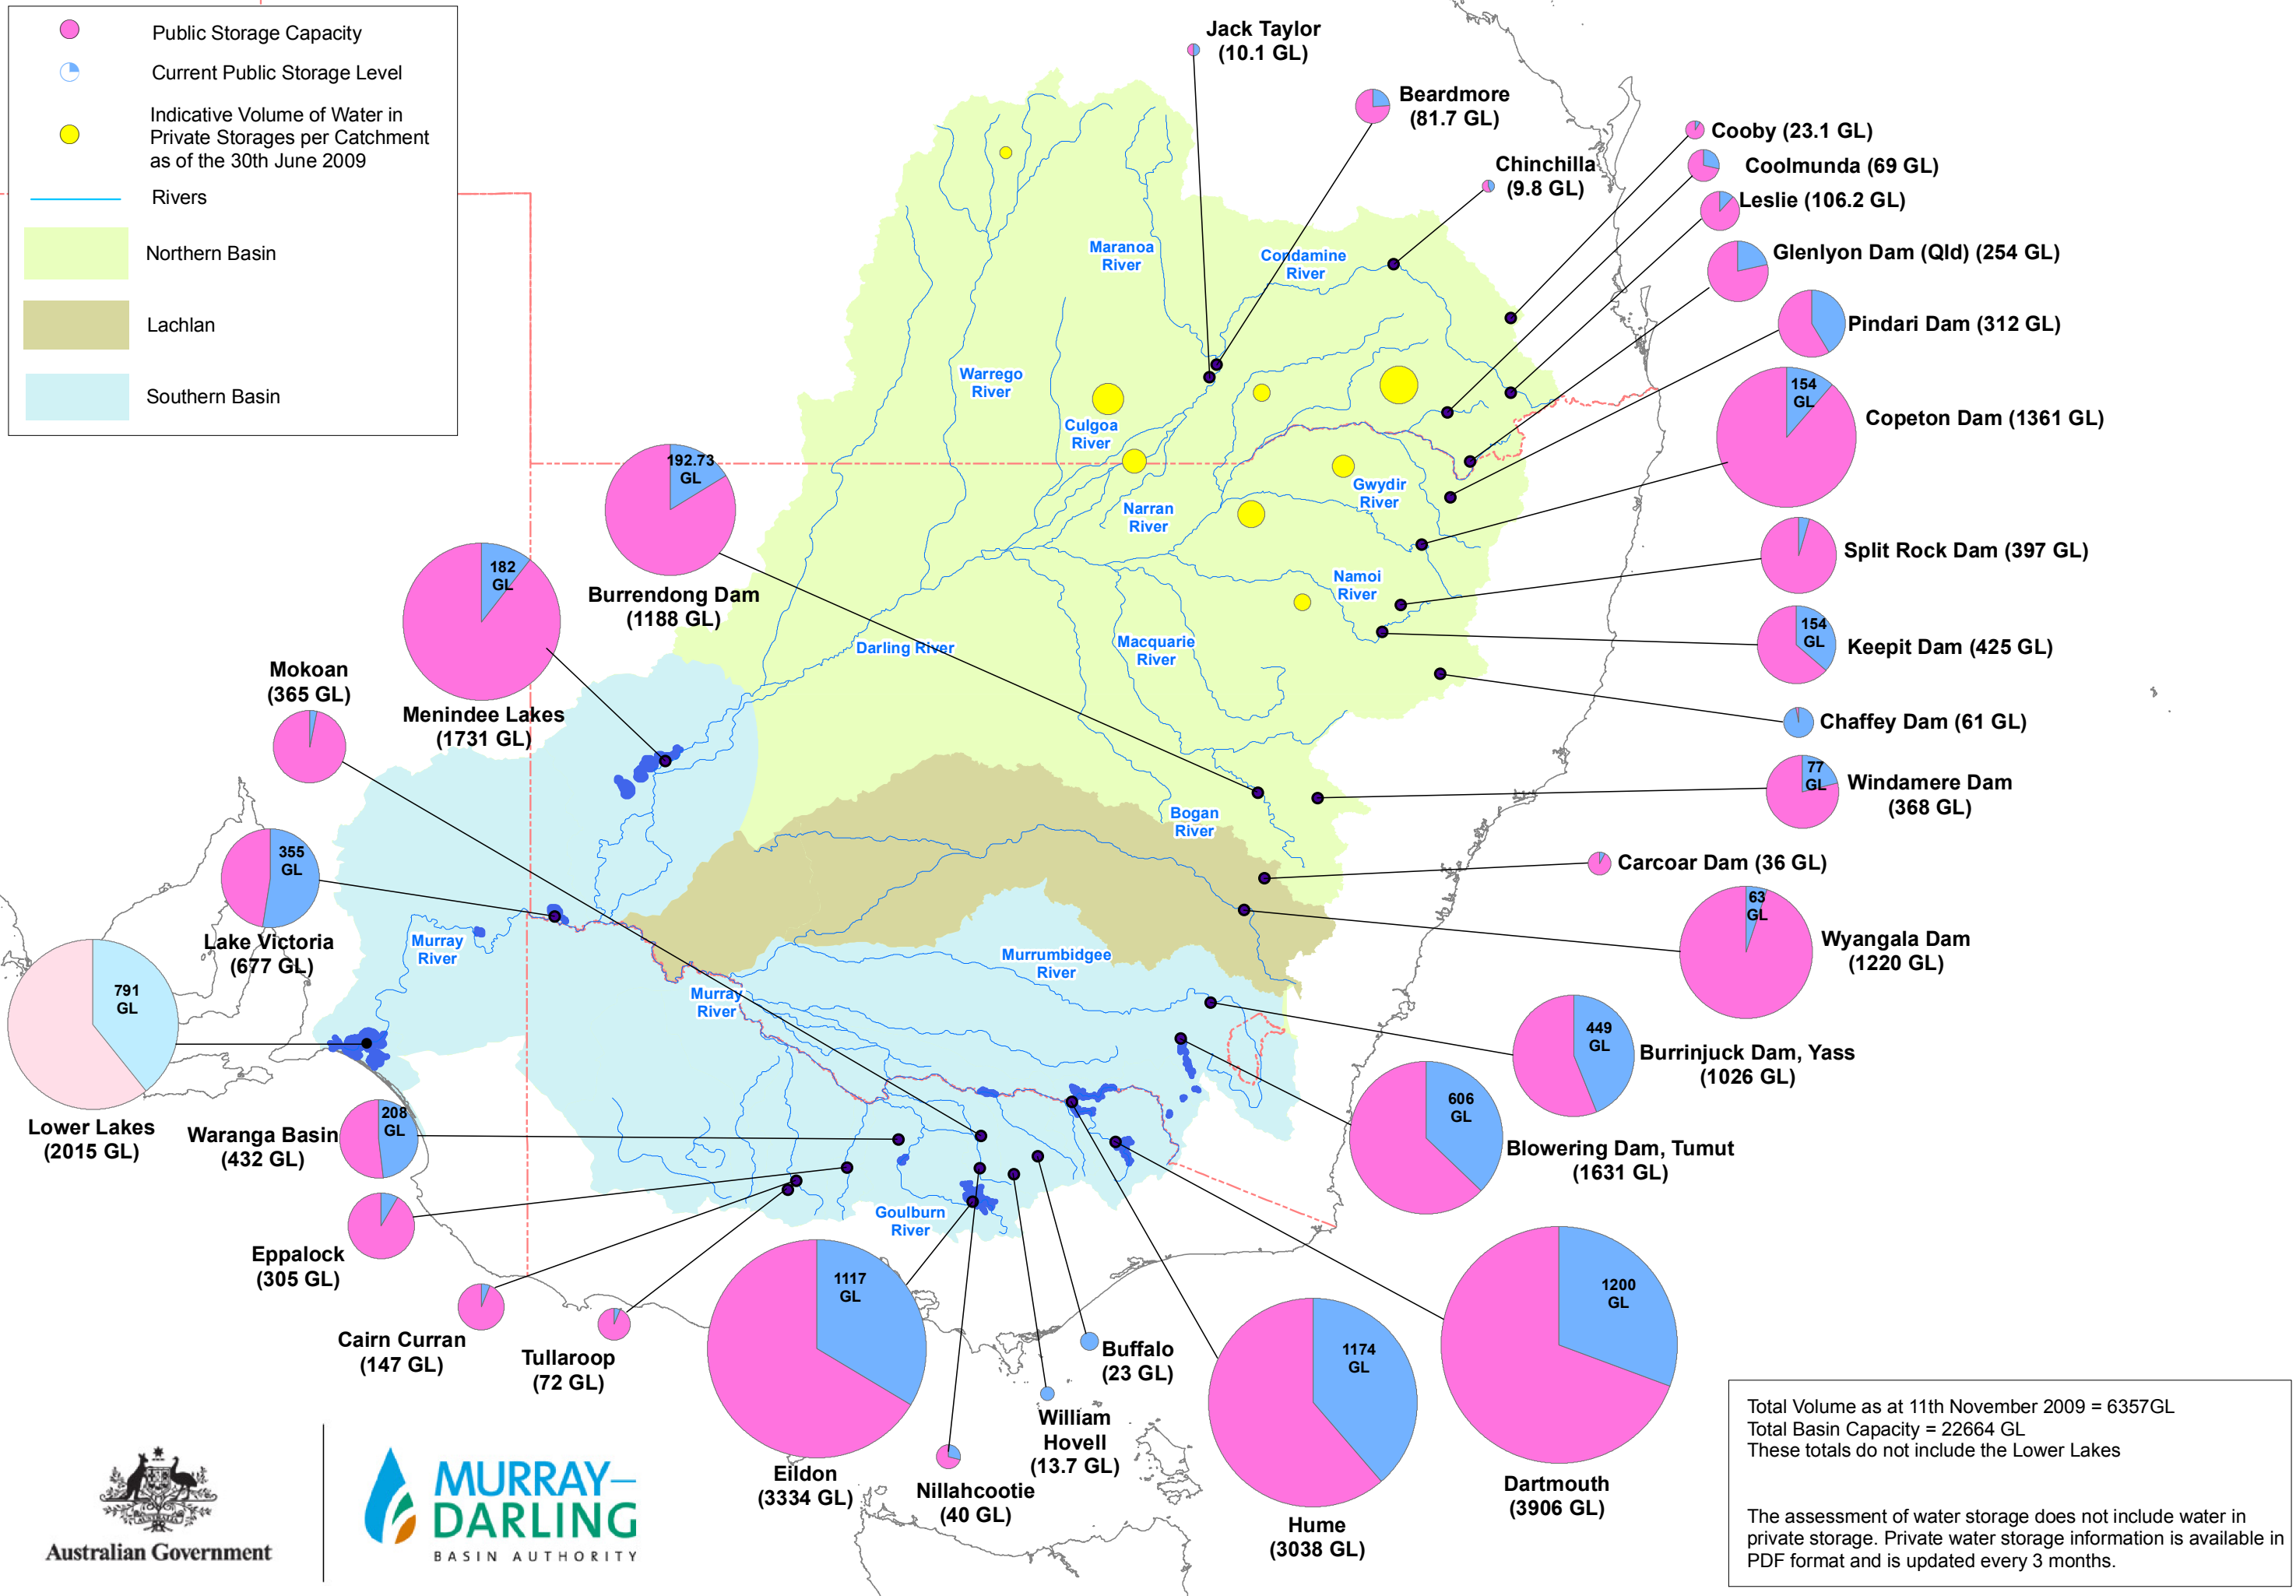 Public Storage Capacity
Current Public Storage Level
Indicative Volume of Water in
Private Storages per Catchment
as of the 30th June 2009
Rivers
Northern Basin
Lachlan
Southern Basin
Jack Taylor
(10.1 GL)
Beardmore
(81.7 GL)
Chinchilla
(9.8 GL)
Cooby (23.1 GL)
Coolmunda (69 GL)
Leslie (106.2 GL)
Glenlyon Dam (Qld) (254 GL)
Pindari Dam (312 GL)
154
GL
Copeton Dam (1361 GL)
Split Rock Dam (397 GL)
154
GL
Keepit Dam (425 GL)
Chaffey Dam (61 GL)
77
GL
Windamere Dam
(368 GL)
Carcoar Dam (36 GL)
63
GL
Wyangala Dam
(1220 GL)
449
GL
Burrinjuck Dam, Yass
(1026 GL)
606
GL
Blowering Dam, Tumut
(1631 GL)
1200
GL
Dartmouth
(3906 GL)
1174
GL
Hume
(3038 GL)
Buffalo
(23 GL)
William
Hovell
(13.7 GL)
Nillahcootie
(40 GL)
1117
GL
Eildon
(3334 GL)
Tullaroop
(72 GL)
Cairn Curran
(147 GL)
Eppalock
(305 GL)
208
GL
Waranga Basin
(432 GL)
791
GL
Lower Lakes
(2015 GL)
355
GL
Lake Victoria
(677 GL)
Mokoan
(365 GL)
182
GL
Menindee Lakes
(1731 GL)
192.73
GL
Burrendong Dam
(1188 GL)
Maranoa
River
Condamine
River
Warrego
River
Culgoa
River
Narran
River
Gwydir
River
Namoi
River
Macquarie
River
Darling River
Bogan
River
Murrumbidgee
River
Murray
River
Murray
River
Goulburn
River
Australian Government
MURRAY–
DARLING
BASIN AUTHORITY
Total Volume as at 11th November 2009 = 6357GL
Total Basin Capacity = 22664 GL
These totals do not include the Lower Lakes
The assessment of water storage does not include water in
private storage. Private water storage information is available in
PDF format and is updated every 3 months.